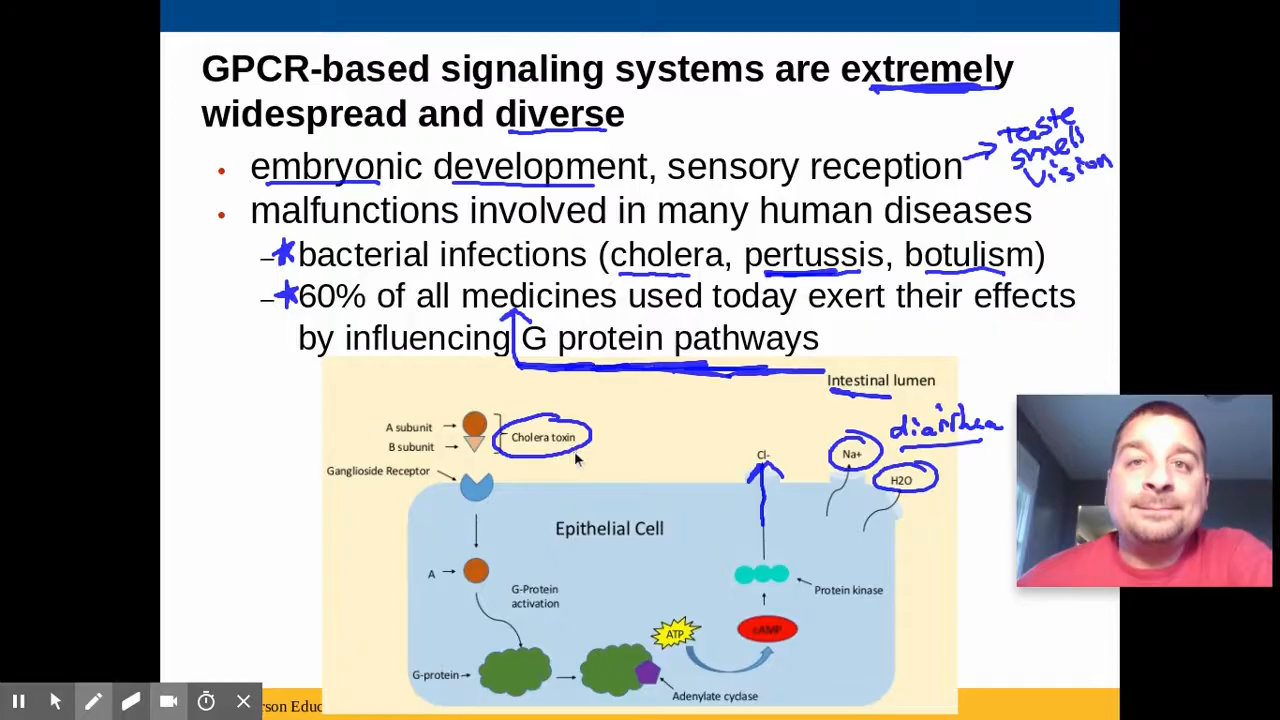 GPCR-based signaling systems are extremely
widespread and diverse
embryonic development, sensory reception
taste
smell
vision
malfunctions involved in many human diseases
–bacterial infections (cholera, pertussis, botulism)
–60% of all medicines used today exert their effects
by influencing G protein pathways
Intestinal lumen
diarrhea
A subunit
B subunit
Cholera toxin
Cl-
Na+
Ganglioside Receptor
H2O
Epithelial Cell
A
G-Protein
activation
Protein kinase
ATP
cAMP
G-protein
Adenylate cyclase
erson Educ